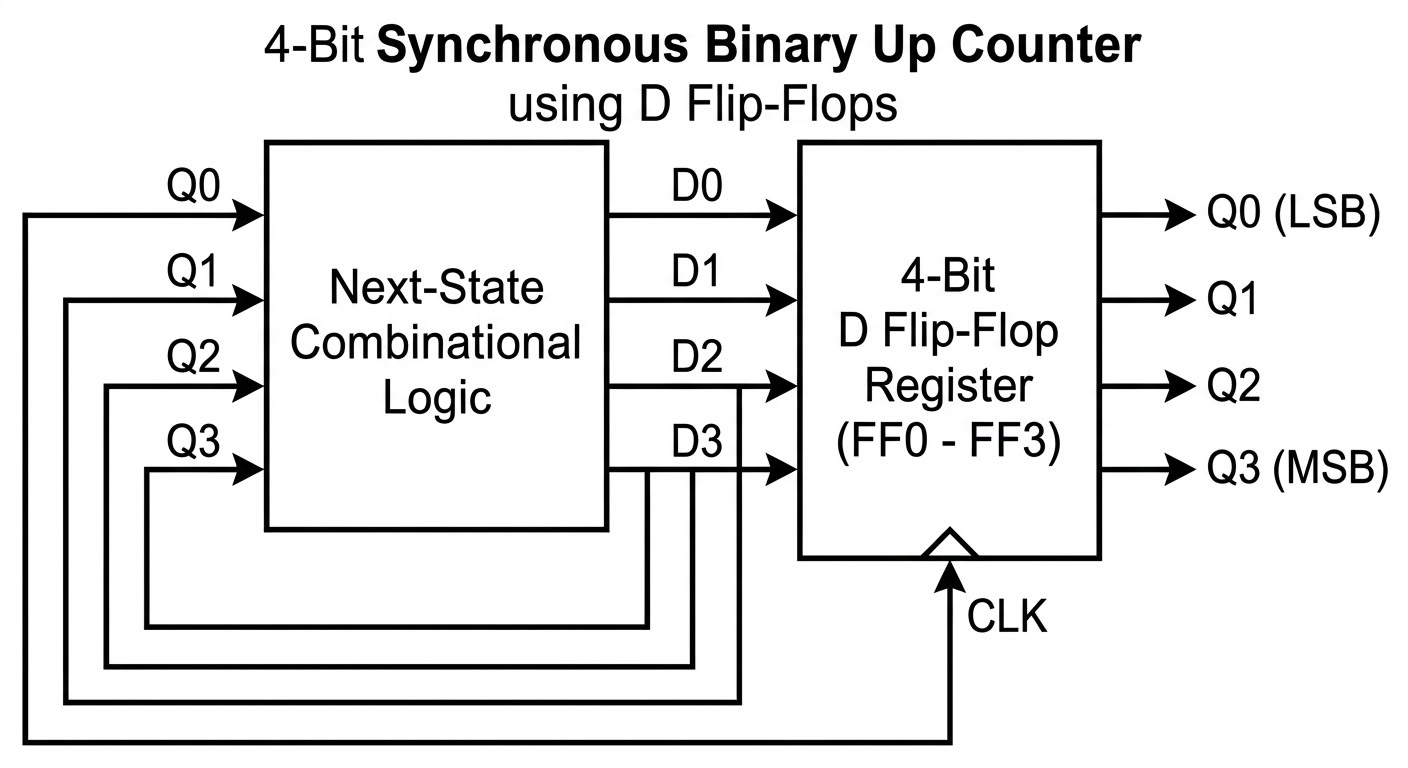 4-Bit Synchronous Binary Up Counter
using D Flip-Flops
Q0
Q1
Q2
Q3
Next-State
Combinational
Logic
D0
D1
D2
D3
4-Bit
D Flip-Flop
Register
(FF0 - FF3)
CLK
Q0 (LSB)
Q1
Q2
Q3 (MSB)